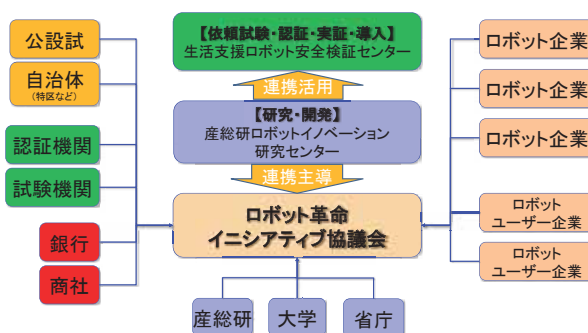 公設試
自治体
(特区など)
認証機関
試験機関
銀行
商社
【依頼試験・認証・実証・導入】
生活支援ロボット安全検証センター
連携活用
【研究・開発】
産総研ロボットイノベーション
研究センター
連携主導
ロボット革命
イニシアティブ協議会
産総研
大学
省庁
ロボット企業
ロボット企業
ロボット企業
ロボット
ユーザー企業
ロボット
ユーザー企業